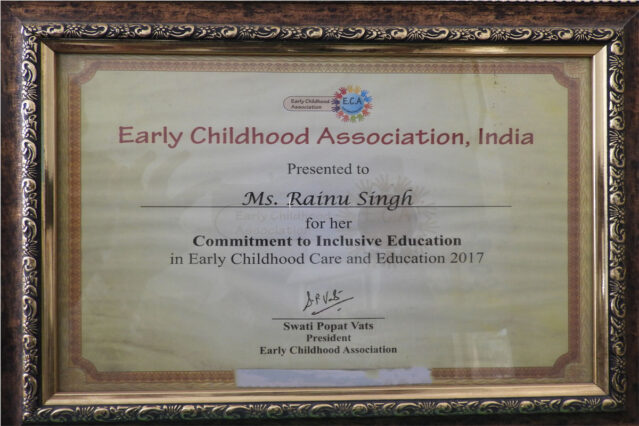 Early Childhood
Association
E.C.A
Early Childhood Association, India
Presented to
Ms. Rainu Singh
for her
Commitment to Inclusive Education
in Early Childhood Care and Education 2017
Swati Popat Vats
President
Early Childhood Association